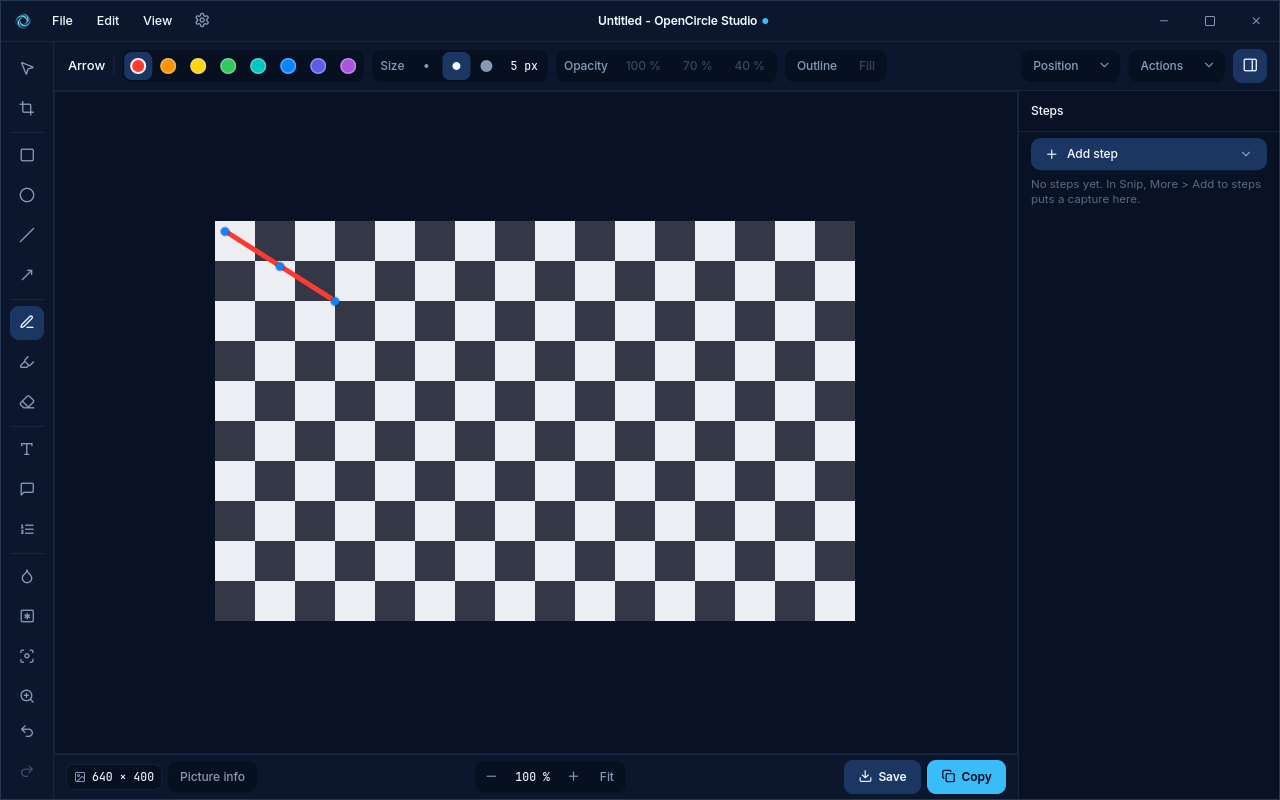 File Edit View
Untitled - OpenCircle Studio
Arrow
Size
5 px
Opacity 100 % 70 % 40 %
Outline Fill
Position
Actions
Steps
Add step
No steps yet. In Snip, More > Add to steps
puts a capture here.
640 × 400
Picture info
100 %
Fit
Save
Copy